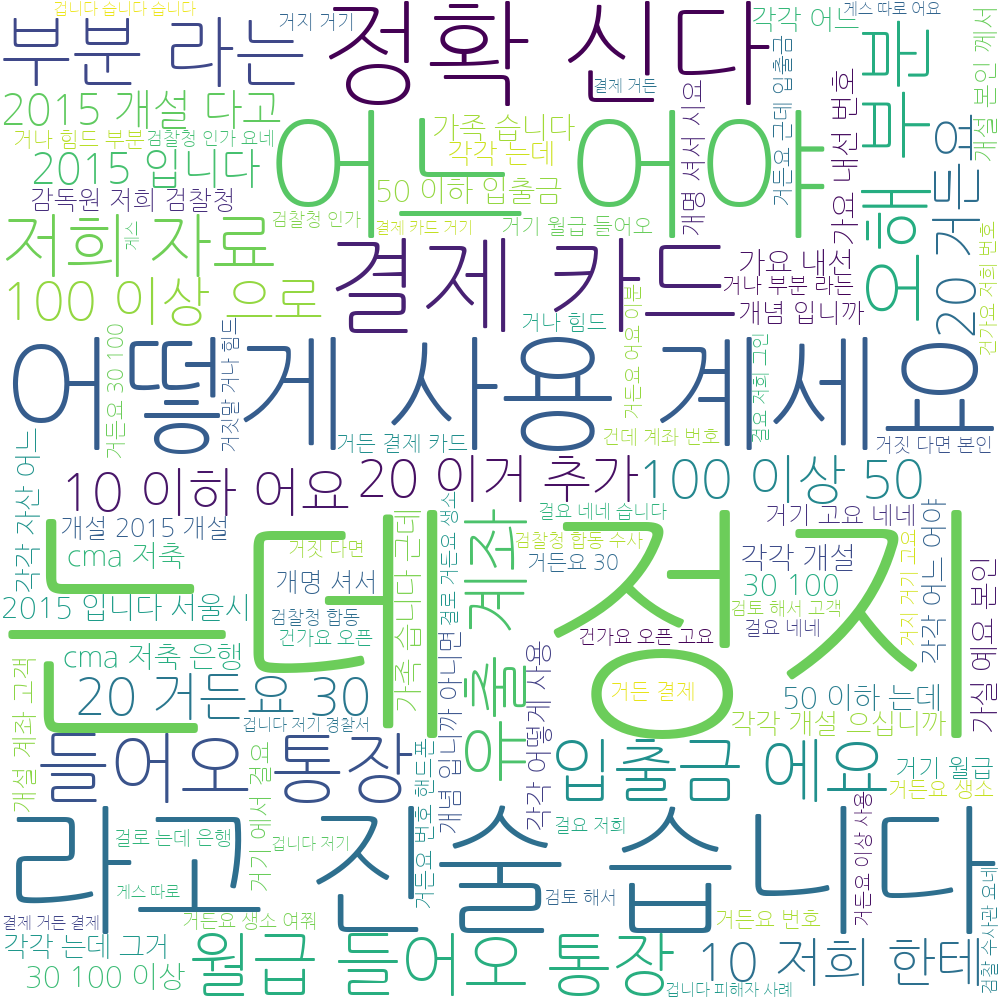 겁니다 습니다 습니다
거지 거기
정확 신다
각각 어드
게스 따로 어요
부분 라는
결제 거든
본인 께서
개설
2015 개설 다고
거나 힘드 부분
검찰청 인가 요네
가족 습니다
각각 는데
어느 어야
오해 부분
2015 입니다
50 이하 입출금
개명 셔서 시요
거든요 근데 입출금
가요 내선 번호
20 거든요
감독원 저희 검찰청
검찰청 인가
결제 카드 거기
거기 월급 들어오
저희 자료
게스
결제 카드
가요 내선
거나 부분 라든
개념 입니까
건가요 저희 번호
100 이상 으로
거나 힘드
거든요 어요 이쪽
거든요 30 100
거짓말 거나 힘드
어떻게 사용 계세요
걸요 저희 그인
거든 결제 카드
건데 계좌 번호
거짓 다면 본인
각각 자산 어느
10 이하 어요
20 이거 추가
100 이상 50
개설 2015 개설
걸요 네네 습니다
거기 고요 네네
cma 저축
거짓 다면
검찰청 합동 수사
거든요 30
각각 개설
개명 셔서
30 100
는데 정지
가족 십니다 근데
걸로 거든요 생소
유출 계좌
거지 거기 고역
각각 어느 어야
가실 예요 본인
2015 입니다 서울시
검찰청 합동
건가요 오픈
건가요 오픈 고요
검토 해서 고객
걸요 네네
cma 저축 은행
20 거든요 30
거든 결제
50 이하 는데
개설 계좌 고객
겁니다 저기 경찰서
각각 개설 으십니까
들어오 통장
거기 에서 걸요
거든요 번호 핸드폰
개념 입니까 아니면
각각 어떻게 사용
입출금 에요
거기 월급
거든요 생소
라고 진술 습니다
걸로 는데 은행
겁니다 저기
걸요 저희
거든요 이상 사용
게스 따로
검토 해서
결제 거든 결제
거든요 생소 여쭤
거든요 번호
검찰 수사관 요네
각각 는데 그거
월급 들어오 통장
10 저희 한테
30 100 이상
겁니다 피해자 사례